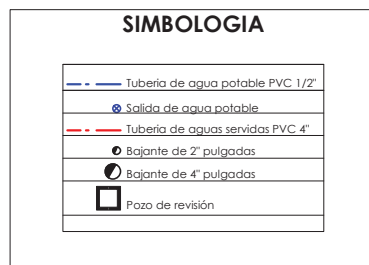 SIMBOLOGIA
Tuberia de agua potable PVC 1/2"
Salida de agua potable
Tuberia de aguas servidas PVC 4"
Bajante de 2" pulgadas
Bajante de 4" pulgadas
Pozo de revisión